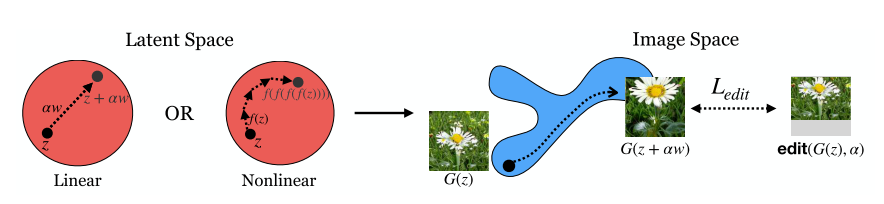 Latent Space
Image Space
αw
z + αw
z
Linear
OR
f(f(f(f(z))))
f(z)
z
Nonlinear
G(z)
G(z + αw)
L_edit
edit(G(z), α)